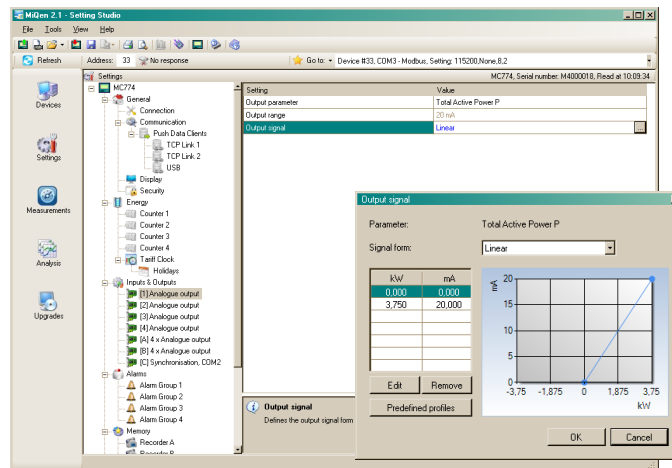 MiQen 2.1 - Setting Studio
File Tools View Help
Refresh Address: 33 No response Go to: Device #33, COM3 - Modbus, Setting: 115200,None,8,2
Settings MC774, Serial number: MC400018, Read at 10:09:34
Devices
Settings
Measurements
Analysis
Upgrades
MC774
General
Connection
Communication
Push Data Clients
TCP Link 1
TCP Link 2
USB
Display
Security
Energy
Counter 1
Counter 2
Counter 3
Counter 4
Tariff Clock
Holidays
Inputs & Outputs
[1] Analogue output
[2] Analogue output
[3] Analogue output
[4] Analogue output
[A] 4 x Analogue output
[B] 4 x Analogue output
[C] Synchronisation, COM2
Alarms
Alarm Group 1
Alarm Group 2
Alarm Group 3
Alarm Group 4
Memory
Recorder A
Setting Value
Output parameter Total Active Power P
Output range 20 mA
Output signal Linear ...
Output signal
Defines the output signal form
Output signal
Parameter: Total Active Power P
Signal form: Linear
kW mA
0,000 0,000
3,750 20,000
Edit Remove
Predefined profiles
mA
20
15
10
5
0
-3,75 -1,875 0 1,875 3,75
kW
OK Cancel